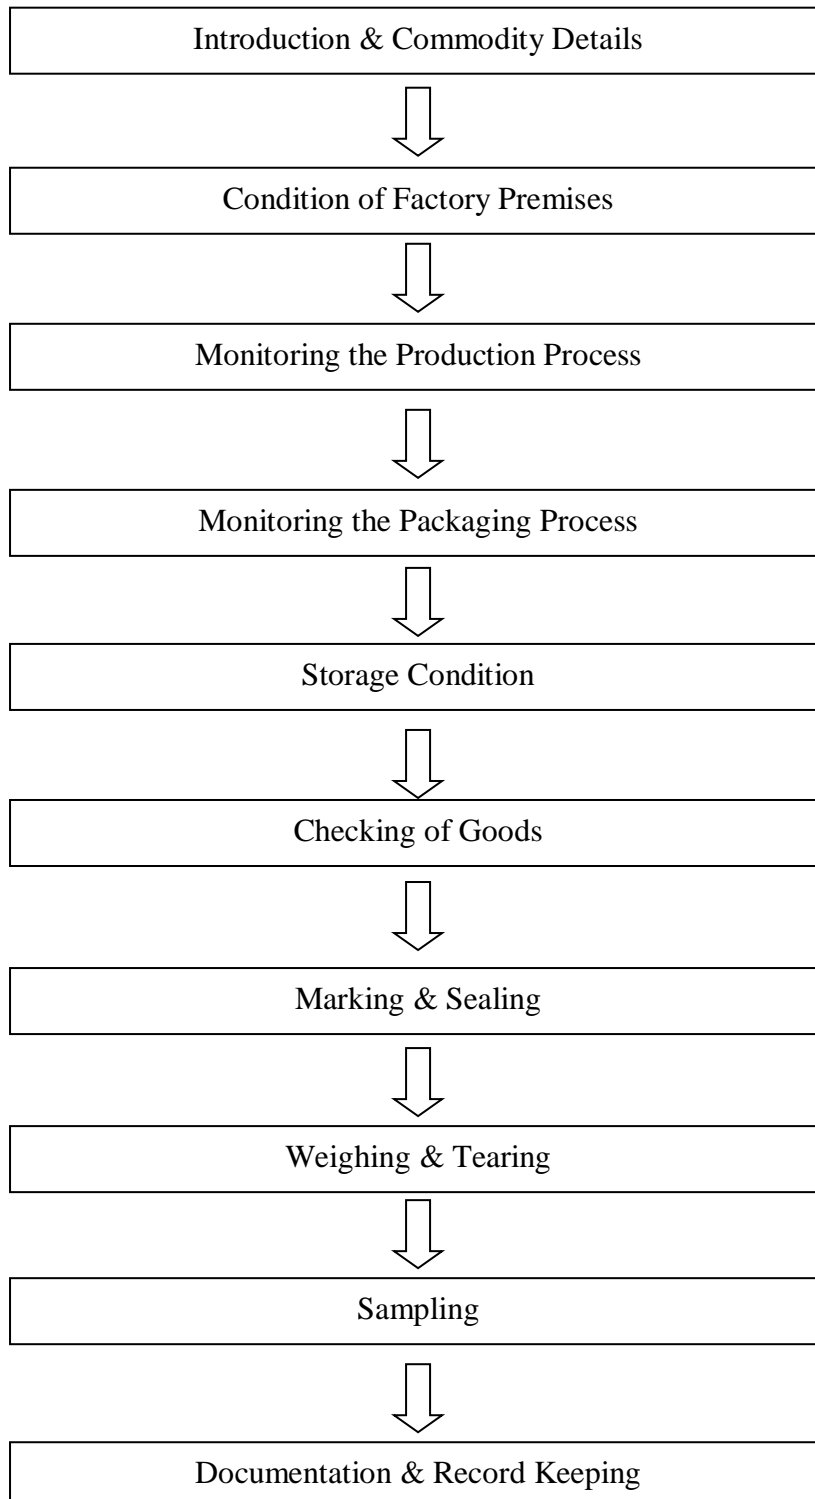 Introduction & Commodity Details
Condition of Factory Premises
Monitoring the Production Process
Monitoring the Packaging Process
Storage Condition
Checking of Goods
Marking & Sealing
Weighing & Tearing
Sampling
Documentation & Record Keeping